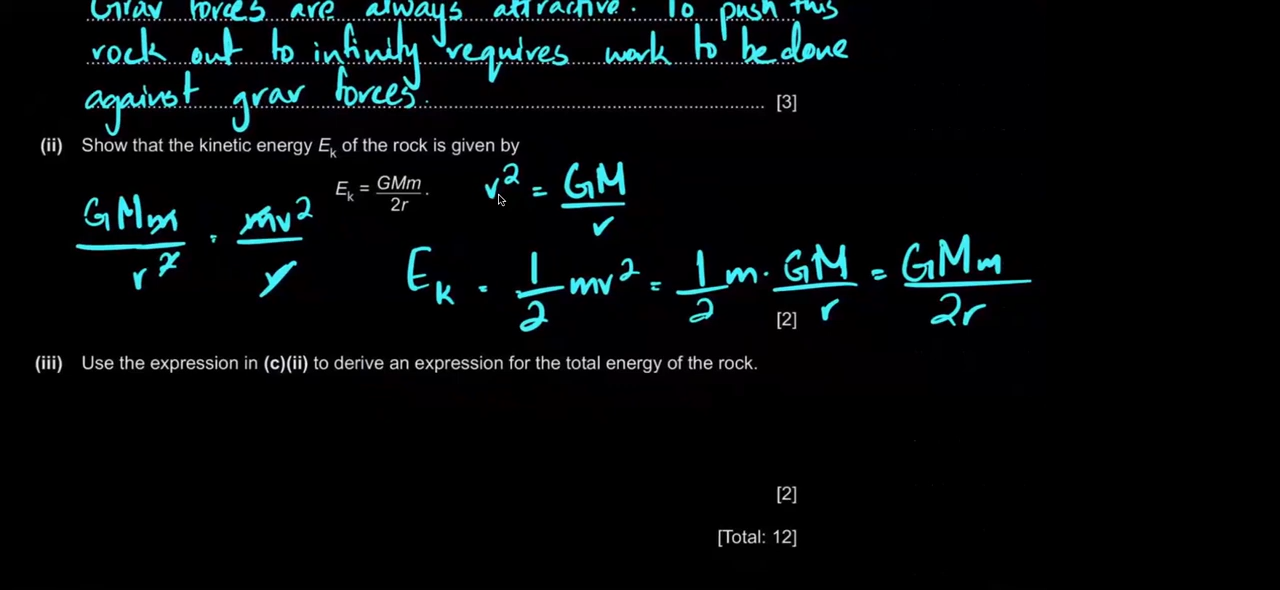 Grav forces are always attractive. To push this
rock out to infinity requires work to be done
against grav forces. [3]
(ii) Show that the kinetic energy Eₖ of the rock is given by
Eₖ = GMm/2r.
v² = GM/r
GMm/r² = mv²/r
Eₖ = 1/2 mv² = 1/2 m · GM/r = GMm/2r
[2]
(iii) Use the expression in (c)(ii) to derive an expression for the total energy of the rock.
[2]
[Total: 12]